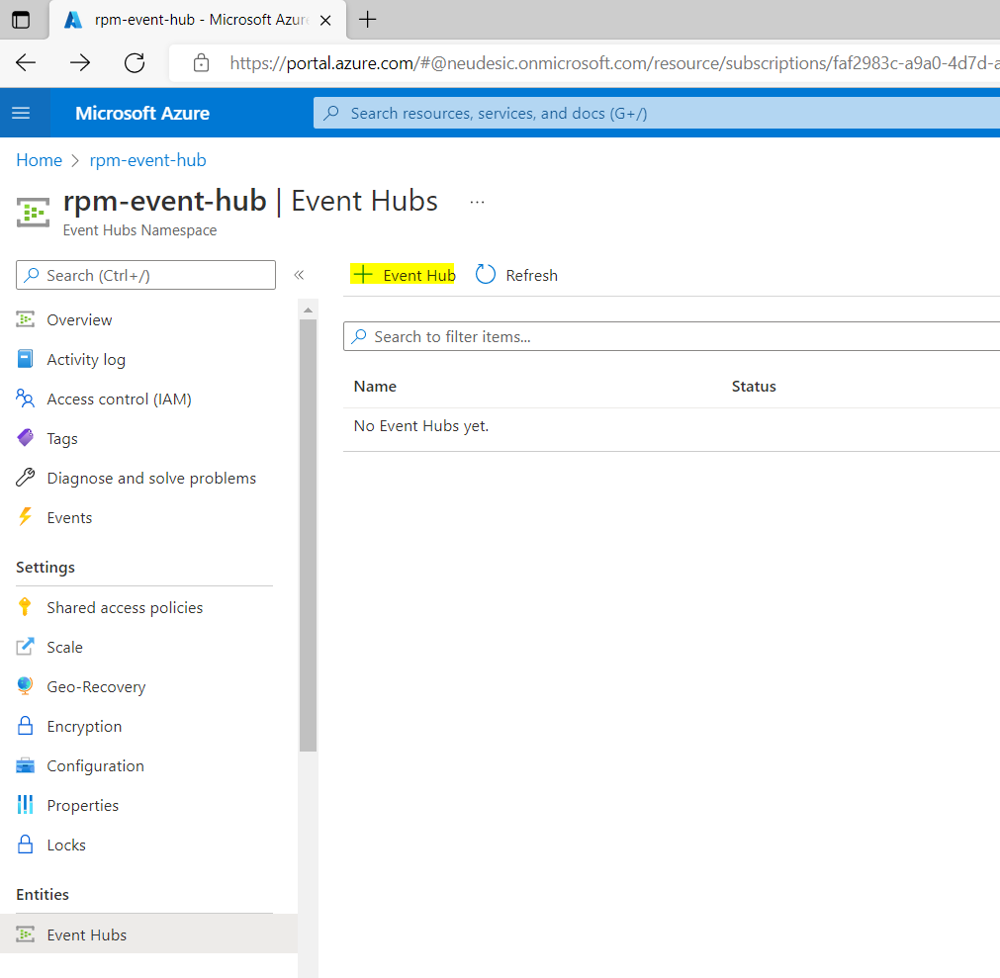 rpm-event-hub - Microsoft Azur
https://portal.azure.com/#@neudesic.onmicrosoft.com/resource/subscriptions/faf2983c-a9a0-4d7d-a
Microsoft Azure
Search resources, services, and docs (G+/)
Home > rpm-event-hub
rpm-event-hub | Event Hubs ...
Event Hubs Namespace
Search (Ctrl+/) «
+ Event Hub Refresh
Overview
Search to filter items...
Activity log
Name Status
Access control (IAM)
No Event Hubs yet.
Tags
Diagnose and solve problems
Events
Settings
Shared access policies
Scale
Geo-Recovery
Encryption
Configuration
Properties
Locks
Entities
Event Hubs